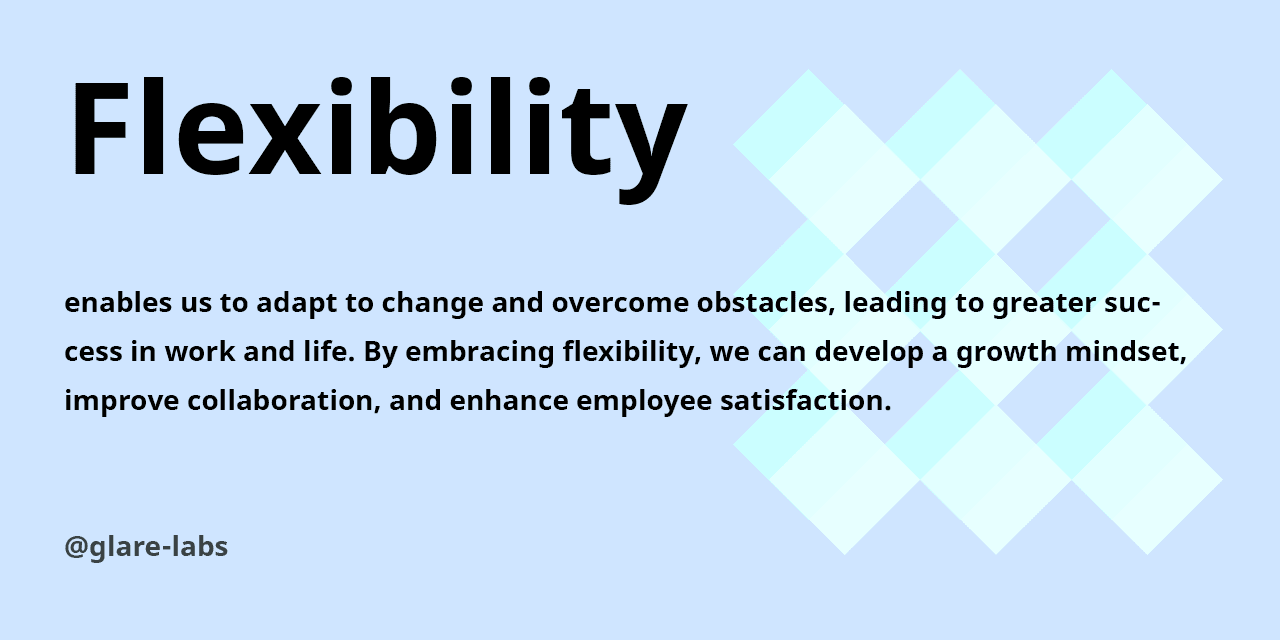 Flexibility
enables us to adapt to change and overcome obstacles, leading to greater suc-
cess in work and life. By embracing flexibility, we can develop a growth mindset,
improve collaboration, and enhance employee satisfaction.
@glare-labs